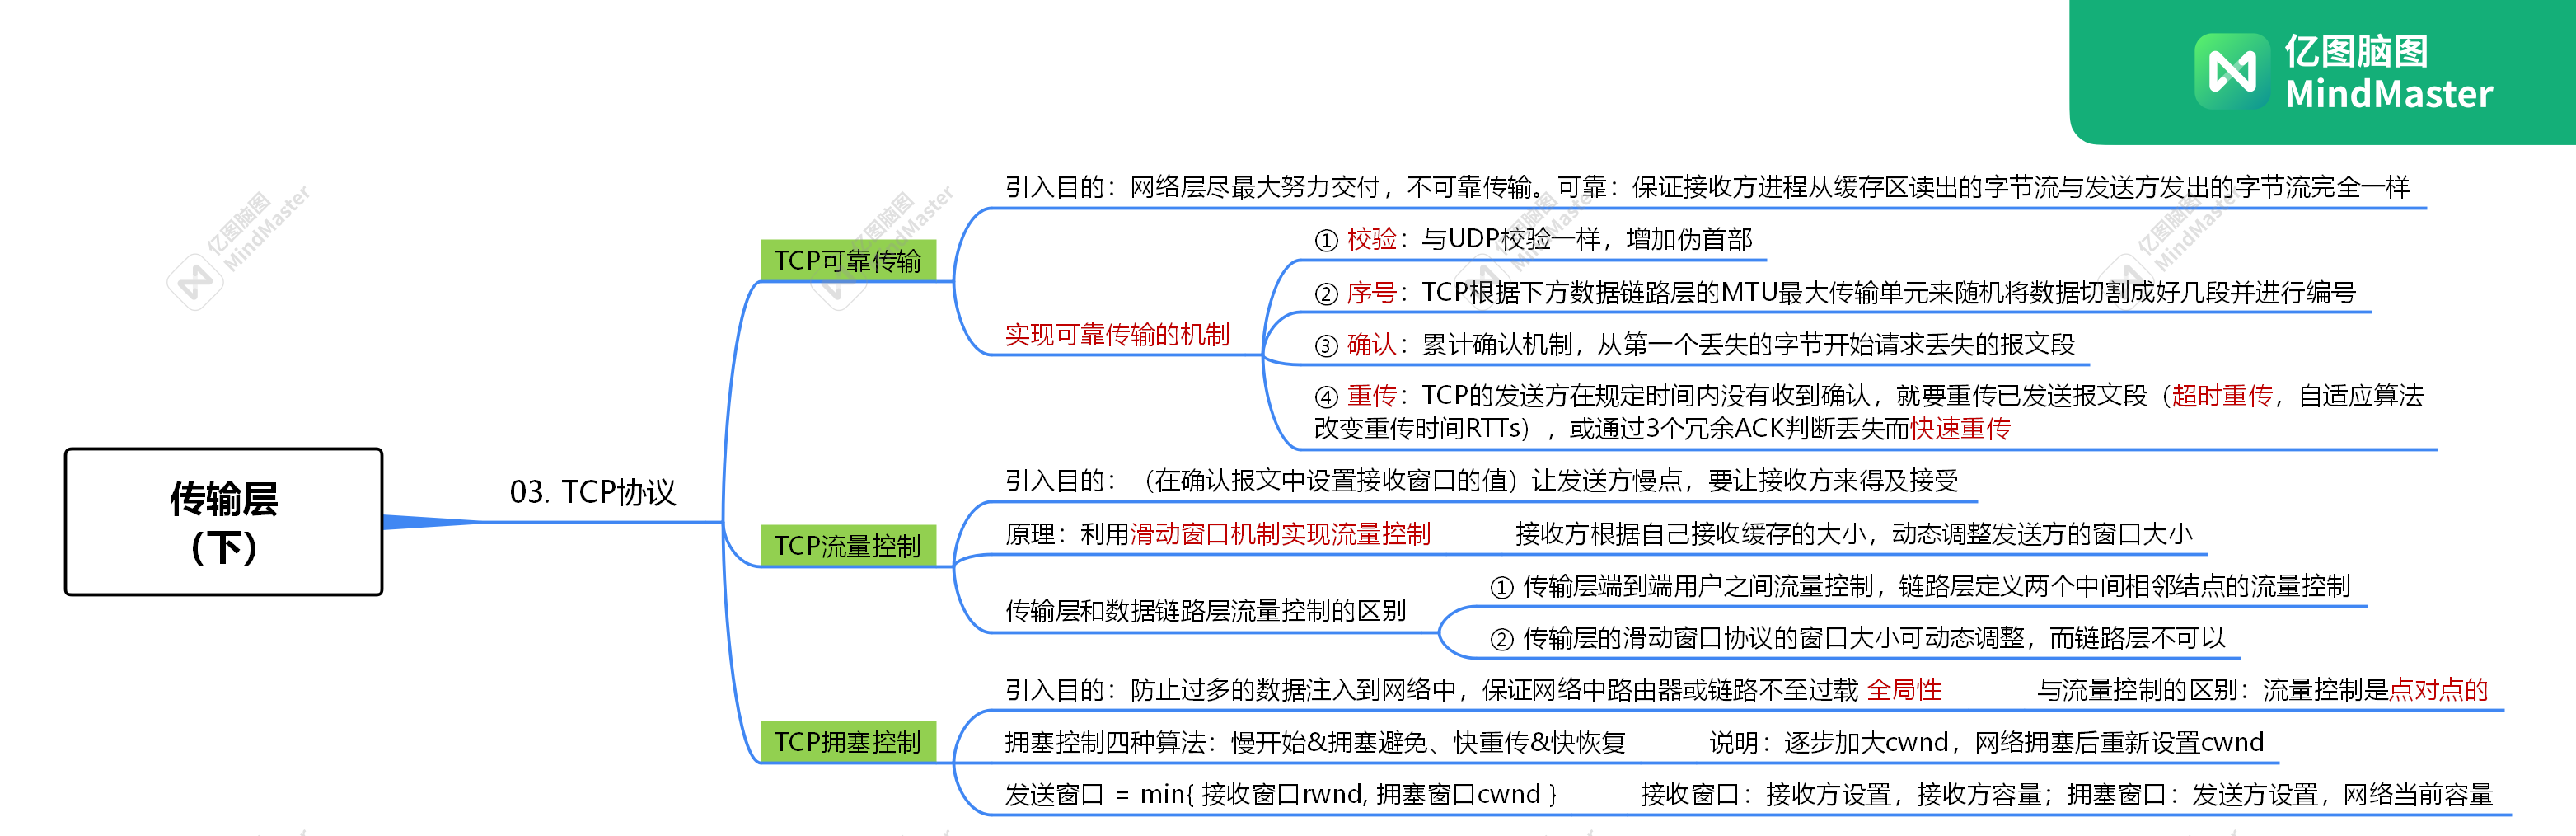 亿图脑图
MindMaster
引入目的：网络层尽最大努力交付，不可靠传输。可靠：保证接收方进程从缓存区读出的字节流与发送方发出的字节流完全一样
① 校验：与UDP校验一样，增加伪首部
TCP可靠传输
② 序号：TCP根据下方数据链路层的MTU最大传输单元来随机将数据切割成好几段并进行编号
实现可靠传输的机制
③ 确认：累计确认机制，从第一个丢失的字节开始请求丢失的报文段
④ 重传：TCP的发送方在规定时间内没有收到确认，就要重传已发送报文段（超时重传，自适应算法
改变重传时间RTTs），或通过3个冗余ACK判断丢失而快速重传
传输层
（下）
03. TCP协议
引入目的：（在确认报文中设置接收窗口的值）让发送方慢点，要让接收方来得及接受
TCP流量控制
原理：利用滑动窗口机制实现流量控制 接收方根据自己接收缓存的大小，动态调整发送方的窗口大小
传输层和数据链路层流量控制的区别
① 传输层端到端用户之间流量控制，链路层定义两个中间相邻结点的流量控制
② 传输层的滑动窗口协议的窗口大小可动态调整，而链路层不可以
引入目的：防止过多的数据注入到网络中，保证网络中路由器或链路不至过载 全局性 与流量控制的区别：流量控制是点对点的
TCP拥塞控制
拥塞控制四种算法：慢开始&拥塞避免、快重传&快恢复 说明：逐步加大cwnd，网络拥塞后重新设置cwnd
发送窗口 = min{ 接收窗口rwnd, 拥塞窗口cwnd } 接收窗口：接收方设置，接收方容量；拥塞窗口：发送方设置，网络当前容量
亿图脑图
MindMaster
亿图脑图
MindMaster
亿图脑图
MindMaster
亿图脑图
MindMaster